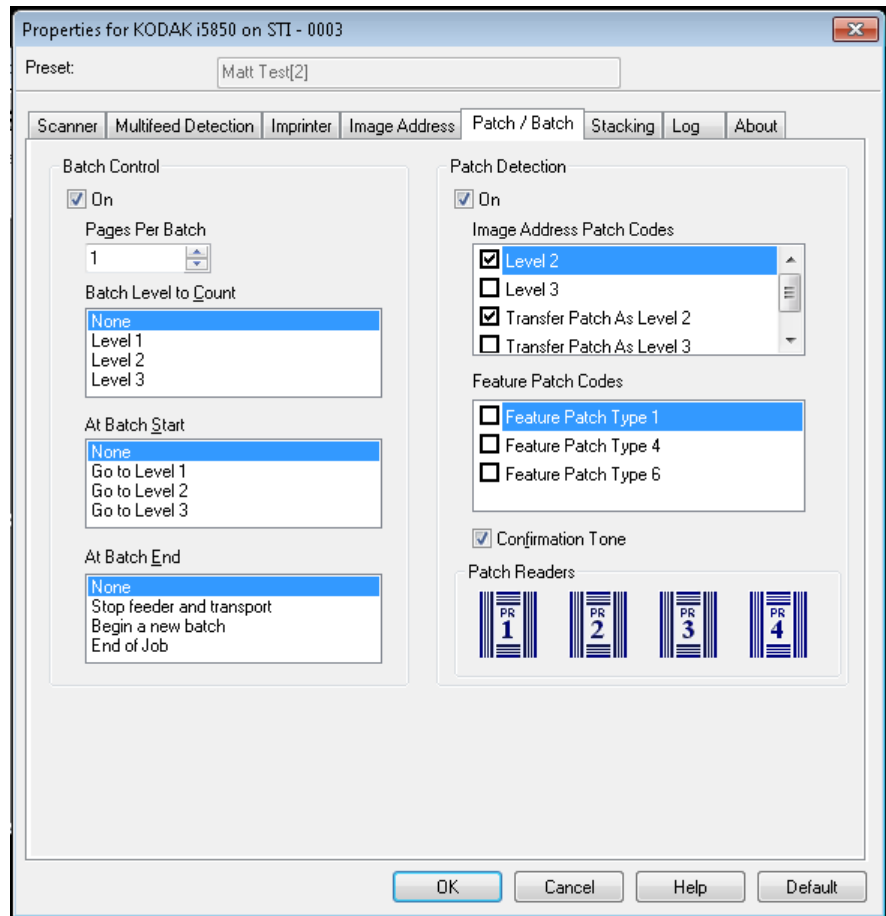 Properties for KODAK i5850 on STI - 0003
Preset:
Matt Test[2]
Scanner
Multifeed Detection
Imprinter
Image Address
Patch / Batch
Stacking
Log
About
Batch Control
On
Pages Per Batch
1
Batch Level to Count
None
Level 1
Level 2
Level 3
At Batch Start
None
Go to Level 1
Go to Level 2
Go to Level 3
At Batch End
None
Stop feeder and transport
Begin a new batch
End of Job
Patch Detection
On
Image Address Patch Codes
Level 2
Level 3
Transfer Patch As Level 2
Transfer Patch As Level 3
Feature Patch Codes
Feature Patch Type 1
Feature Patch Type 4
Feature Patch Type 6
Confirmation Tone
Patch Readers
PR
1
PR
2
PR
3
PR
4
OK
Cancel
Help
Default